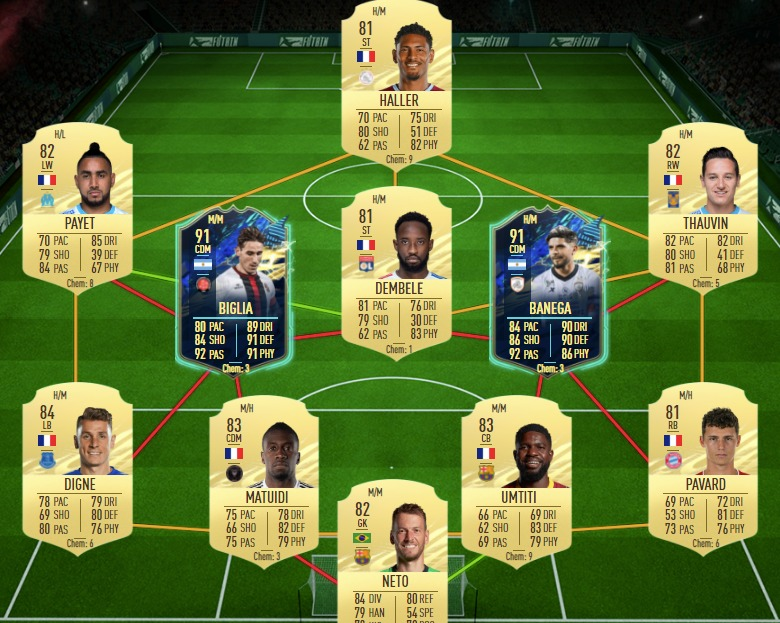 H/M
81
ST
HALLER
70 PAC 75 DRI
80 SHO 51 DEF
62 PAS 82 PHY
Chem: 9
H/L
82
LW
PAYET
70 PAC 85 DRI
79 SHO 39 DEF
84 PAS 67 PHY
Chem: 8
H/M
82
RW
THAUVIN
82 PAC 82 DRI
80 SHO 41 DEF
81 PAS 68 PHY
Chem: 5
M/M
91
CDM
BIGLIA
80 PAC 89 DRI
84 SHO 91 DEF
92 PAS 91 PHY
Chem: 3
H/M
81
ST
DEMBELE
81 PAC 76 DRI
79 SHO 30 DEF
62 PAS 83 PHY
Chem: 1
M/M
91
CDM
BANEGA
84 PAC 90 DRI
86 SHO 90 DEF
92 PAS 86 PHY
Chem: 3
H/M
84
LB
DIGNE
78 PAC 79 DRI
69 SHO 80 DEF
80 PAS 76 PHY
Chem: 6
M/H
83
CDM
MATUIDI
75 PAC 78 DRI
66 SHO 82 DEF
75 PAS 79 PHY
Chem: 3
M/M
83
CB
UMTITI
66 PAC 69 DRI
62 SHO 83 DEF
69 PAS 79 PHY
Chem: 9
M/H
81
RB
PAVARD
69 PAC 72 DRI
53 SHO 81 DEF
73 PAS 76 PHY
Chem: 6
M/M
82
GK
NETO
84 DIV 80 REF
79 HAN 54 SPE